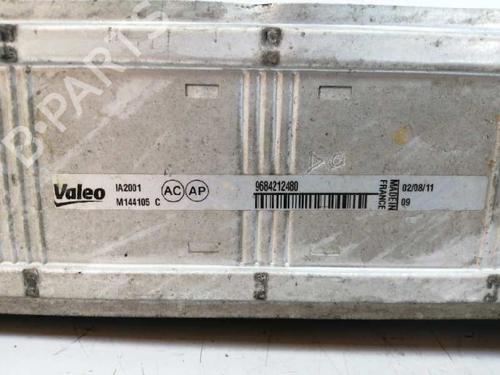 B-PARTS
Valeo
IA2001
M144105 C
AC
AP
9684212480
MADE IN
FRANCE
02/08/11
09